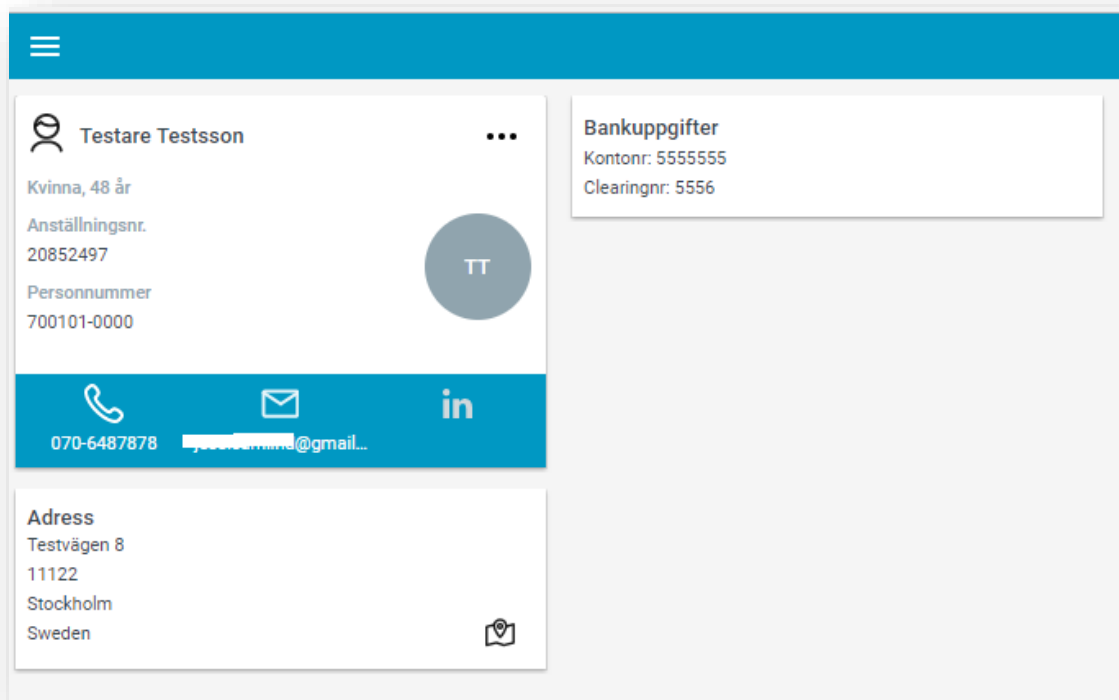 Testare Testsson
Kvinna, 48 år
Anställningsnr.
20852497
TT
Personnummer
700101-0000
in
070-6487878
@gmail...
Adress
Testvägen 8
11122
Stockholm
Sweden
Bankuppgifter
Kontonr: 5555555
Clearingnr: 5556